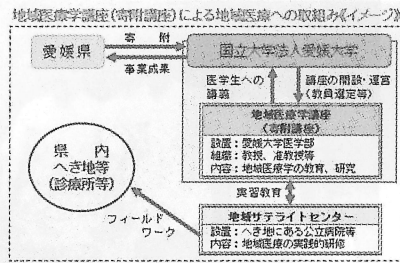 地域医療学講座(寄附講座)による地域医療への取組み《イメージ》
愛媛県
寄 附
事業成果
国立大学法人愛媛大学
医学生への
講義
講座の開設・運営
(教員選定等)
地域医療学講座
(寄附講座)
設置:愛媛大学医学部
組織:教授、准教授等
内容:地域医療学の教育、研究
県 内
へき地等
(診療所等)
実習教育
フィールド
ワーク
地域サテライトセンター
設置:へき地にある公立病院等
内容:地域医療の実践的研修